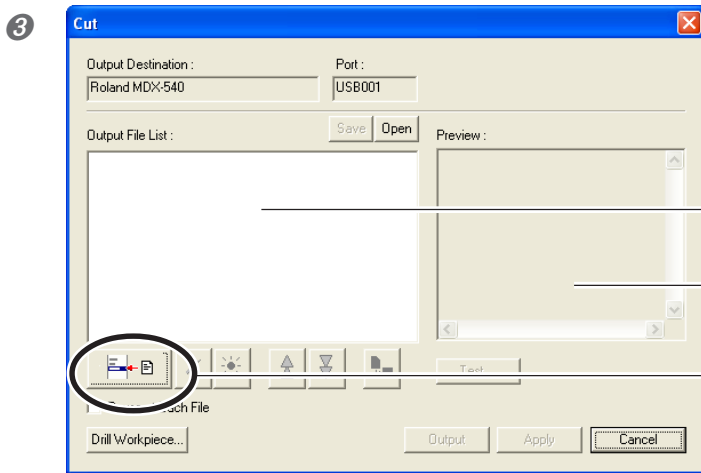 3
Cut
Output Destination :
Port :
Roland MDX-540
USB001
Output File List :
Save
Open
Preview :
Test
File
Drill Workpiece...
Output
Apply
Cancel